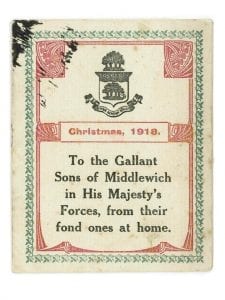 Christmas, 1918.
To the Gallant
Sons of Middlewich
in His Majesty's
Forces, from their
fond ones at home.